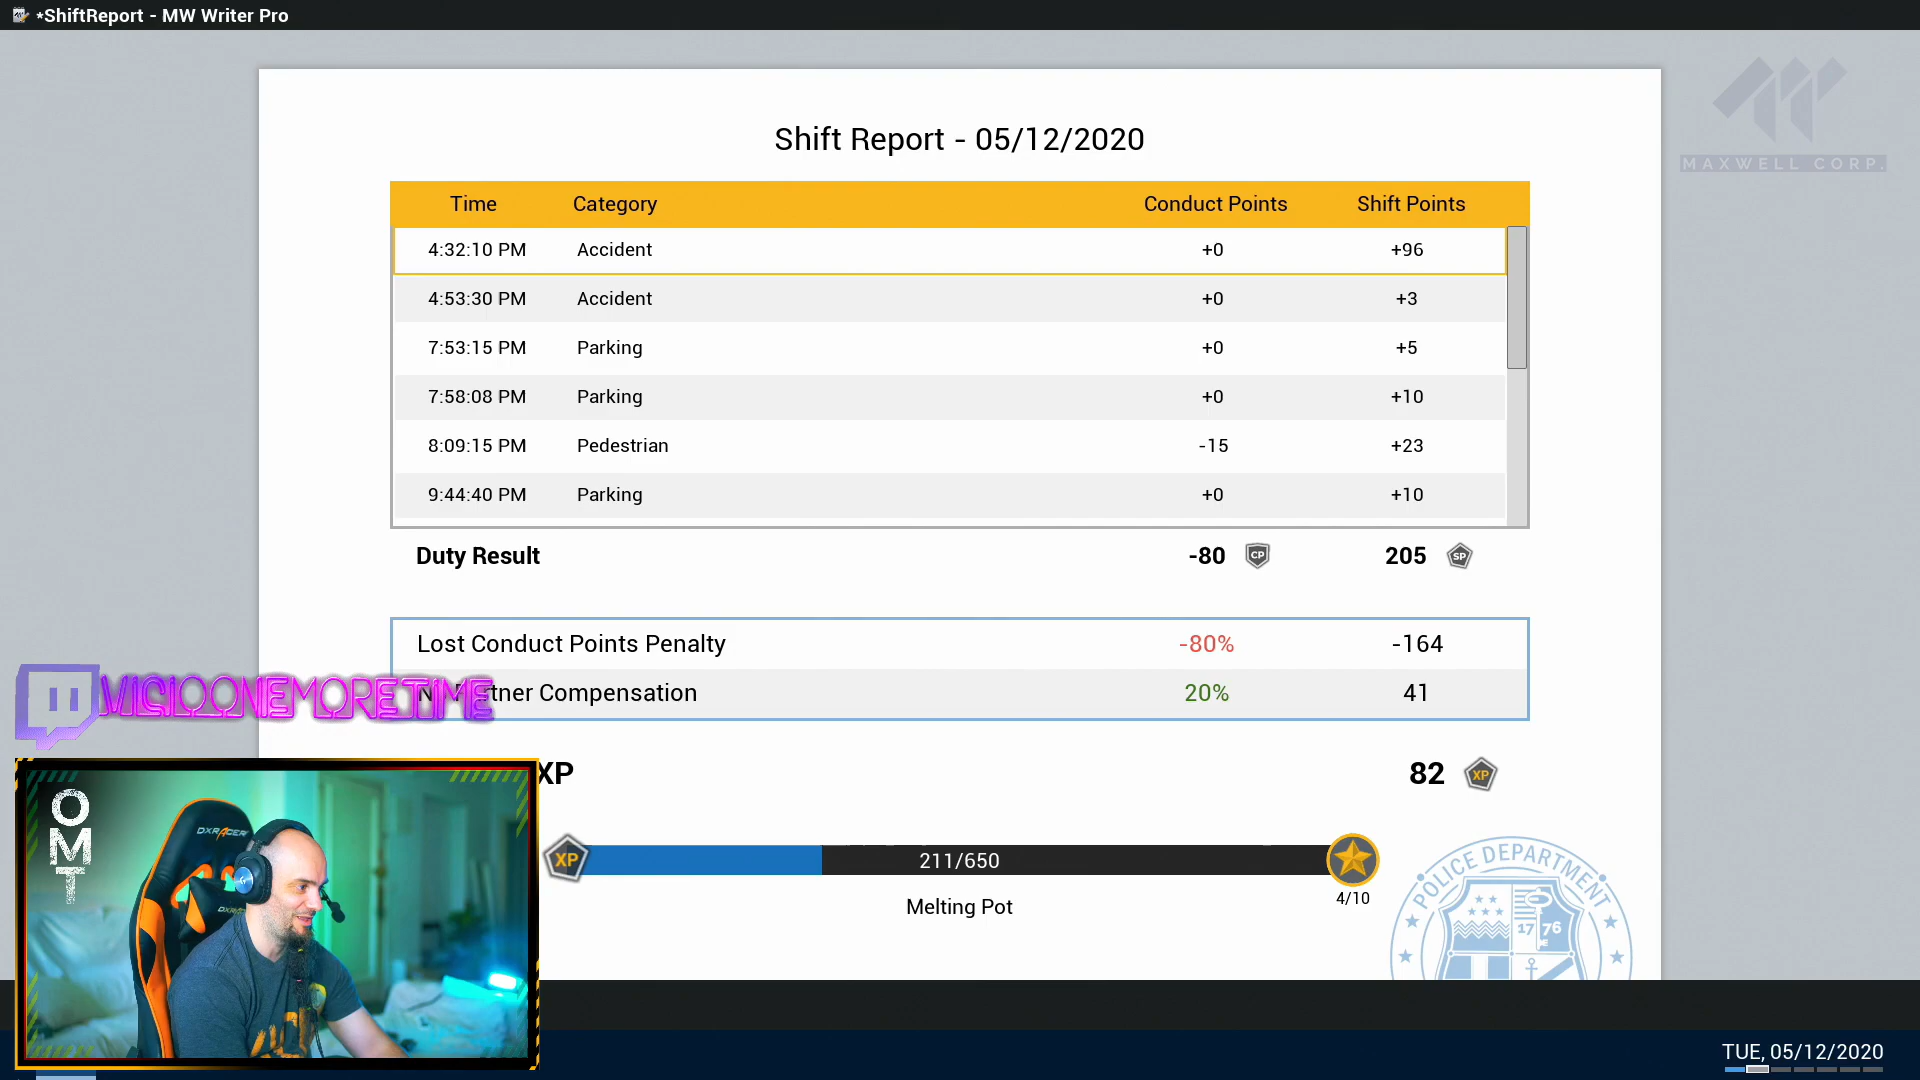 *ShiftReport - MW Writer Pro
MAXWELL CORP.
Shift Report - 05/12/2020
Time Category Conduct Points Shift Points
4:32:10 PM Accident +0 +96
4:53:30 PM Accident +0 +3
7:53:15 PM Parking +0 +5
7:58:08 PM Parking +0 +10
8:09:15 PM Pedestrian -15 +23
9:44:40 PM Parking +0 +10
Duty Result -80 CP 205 SP
Lost Conduct Points Penalty -80% -164
VICIOONEMORETIME
Compensation 20% 41
XP 82 XP
OMT
DXRACER
XP 211/650
4/10
Melting Pot
POLICE DEPARTMENT
17 76
TUE, 05/12/2020